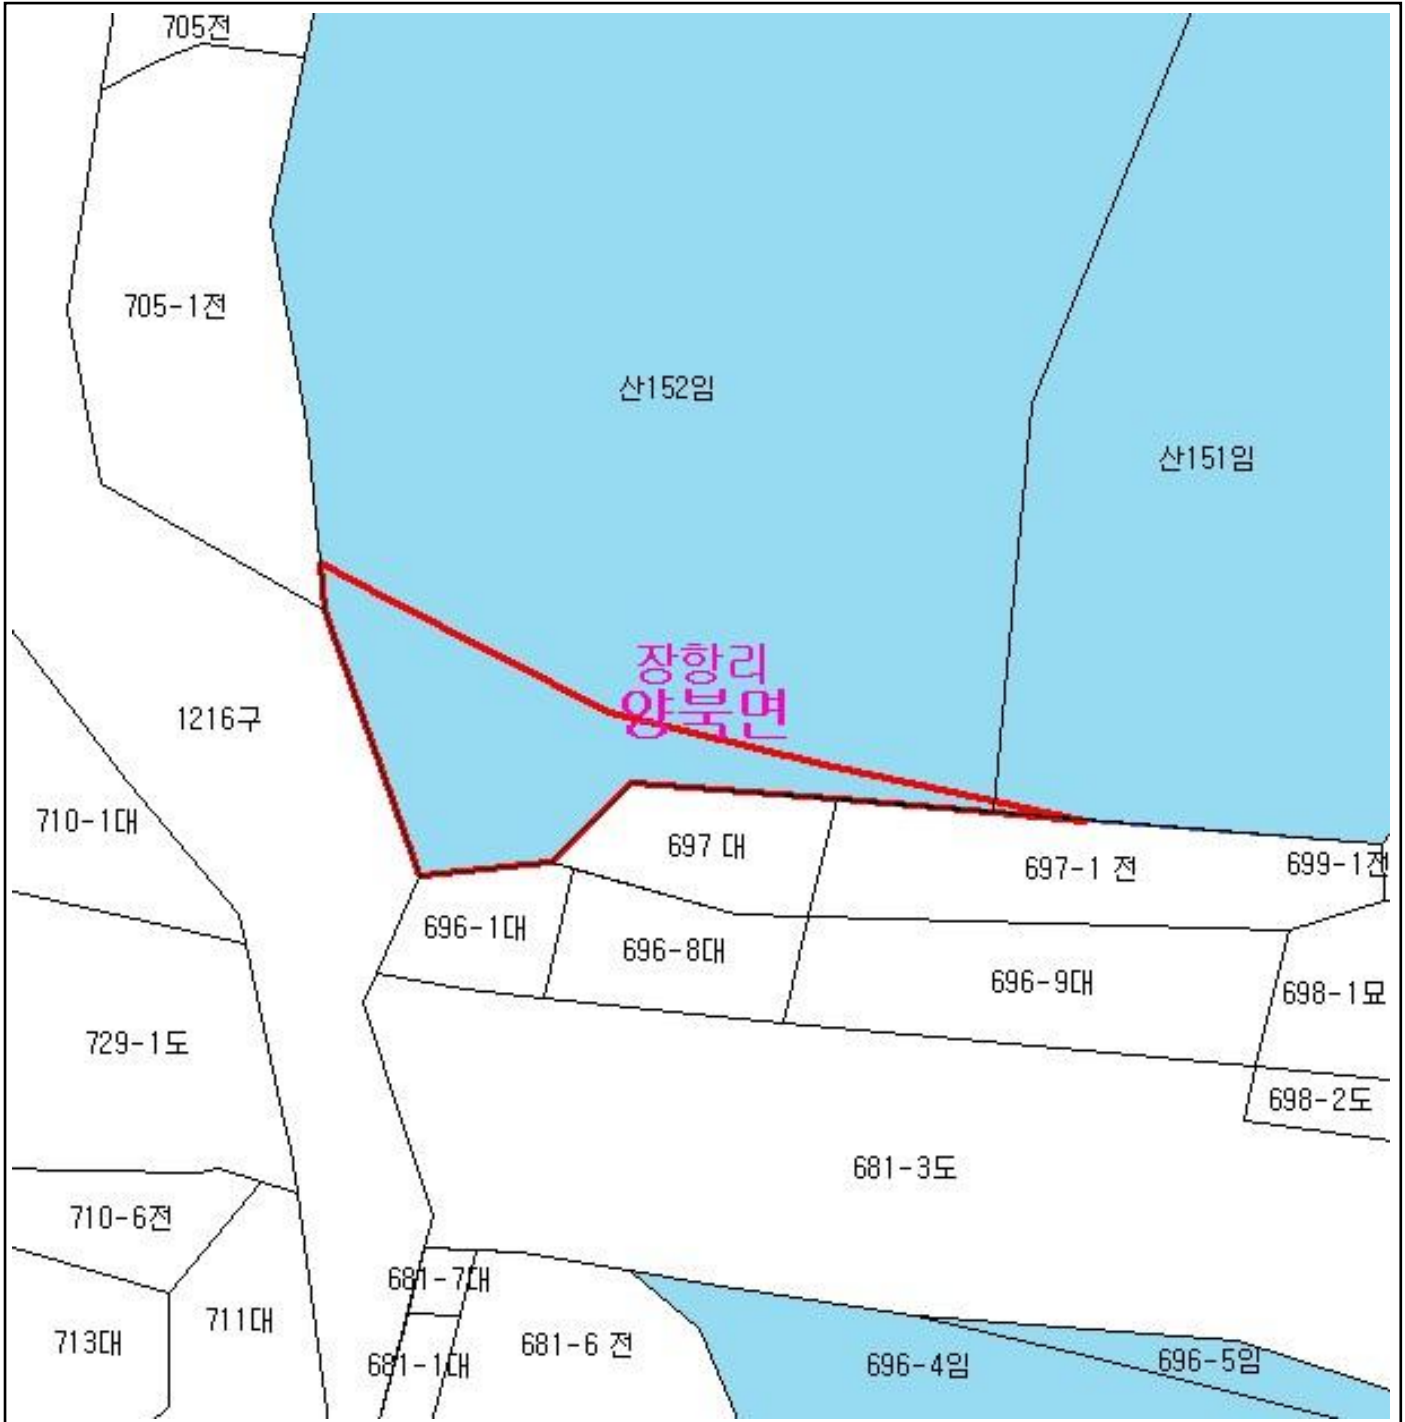 705전
705-1전
산152임
산151임
장항리
양북면
1216구
710-1대
697 대
697-1 전
699-1전
696-1대
696-8대
696-9대
698-1묘
729-1도
698-2도
681-3도
710-6전
681-7대
711대
713대
681-1대
681-6 전
696-4임
696-5임